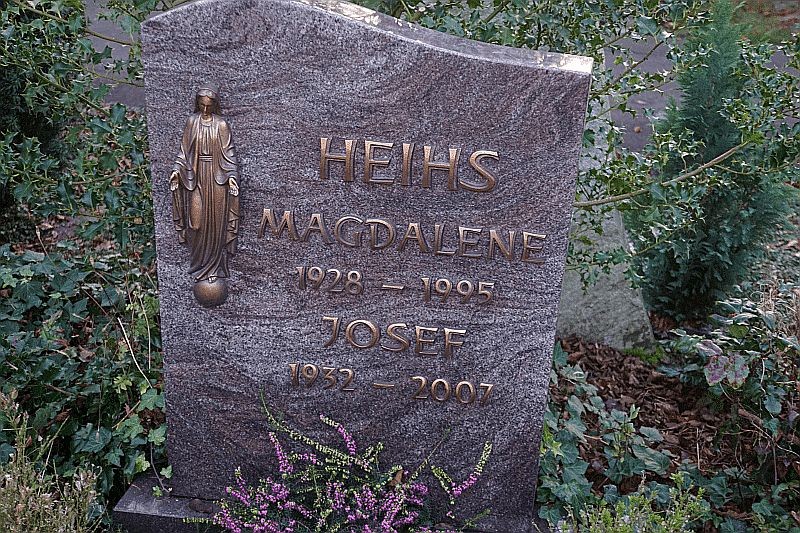 HEIHS
MAGDALENE
1928 – 1995
JOSEF
1932 – 2007